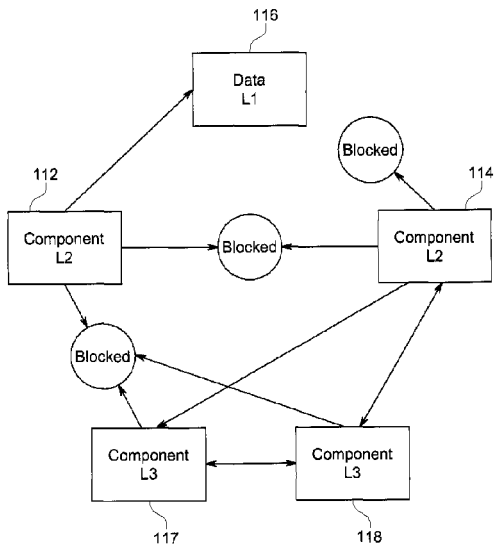 116
Data
L1
Blocked
112
114
Component
L2
Blocked
Component
L2
Blocked
Component
L3
Component
L3
117
118